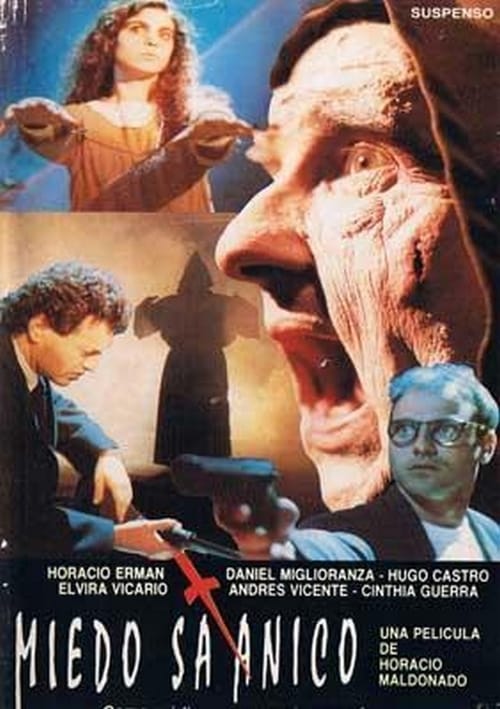 SUSPENSO
HORACIO ERMAN DANIEL MIGLIORANZA - HUGO CASTRO
ELVIRA VICARIO ANDRES VICENTE - CINTHIA GUERRA
MIEDO SATANICO
UNA PELICULA
DE
HORACIO
MALDONADO